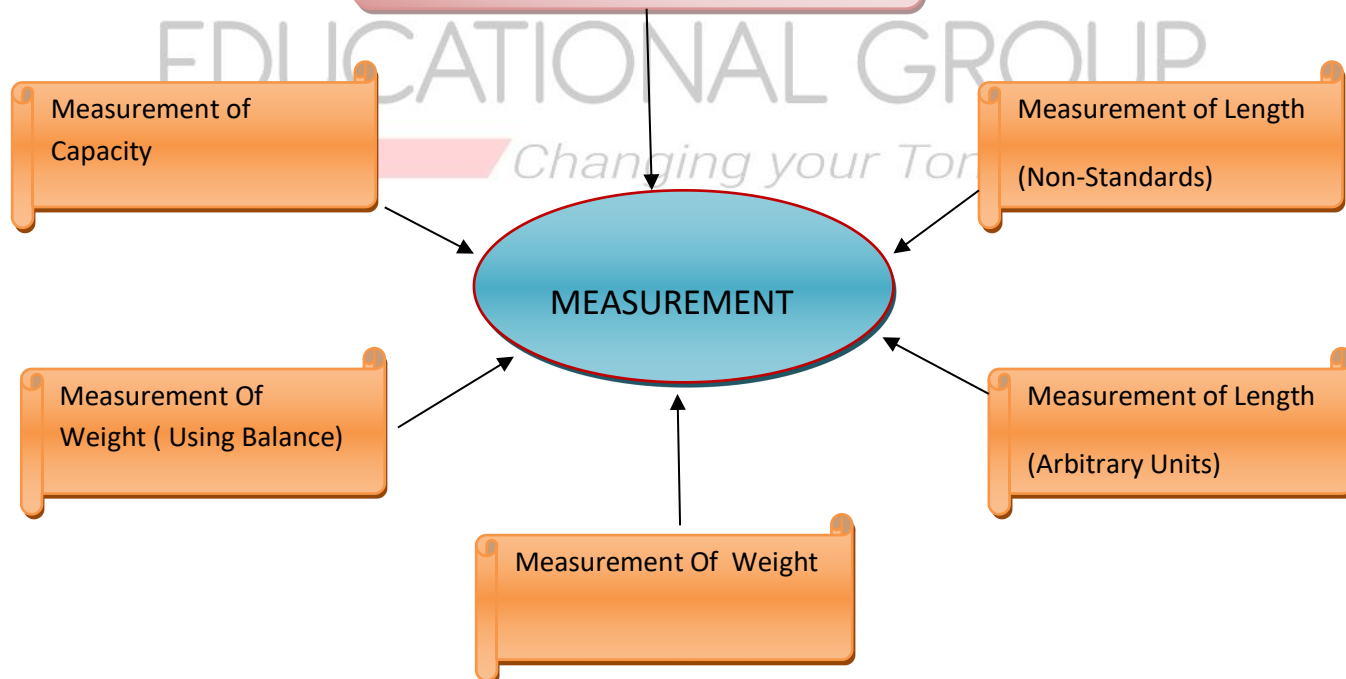 EDUCATIONAL GROUP
Changing your
Measurement of
Capacity
Measurement of Length
(Non-Standards)
MEASUREMENT
Measurement Of
Weight ( Using Balance)
Measurement of Length
(Arbitrary Units)
Measurement Of Weight